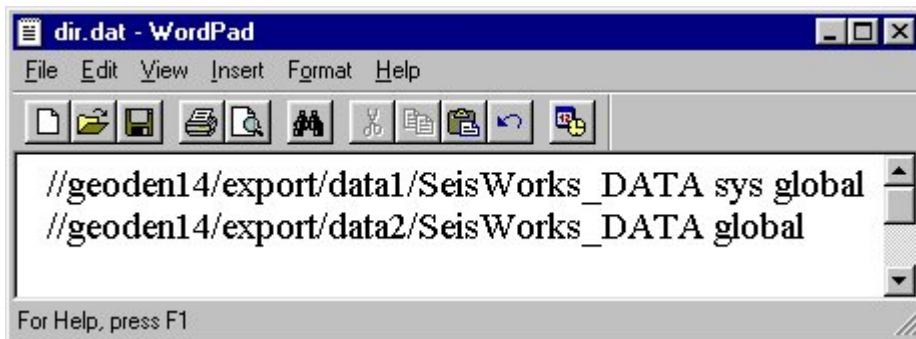 dir.dat - WordPad
File Edit View Insert Format Help
//geoden14/export/data1/SeisWorks_DATA sys global
//geoden14/export/data2/SeisWorks_DATA global
For Help, press F1